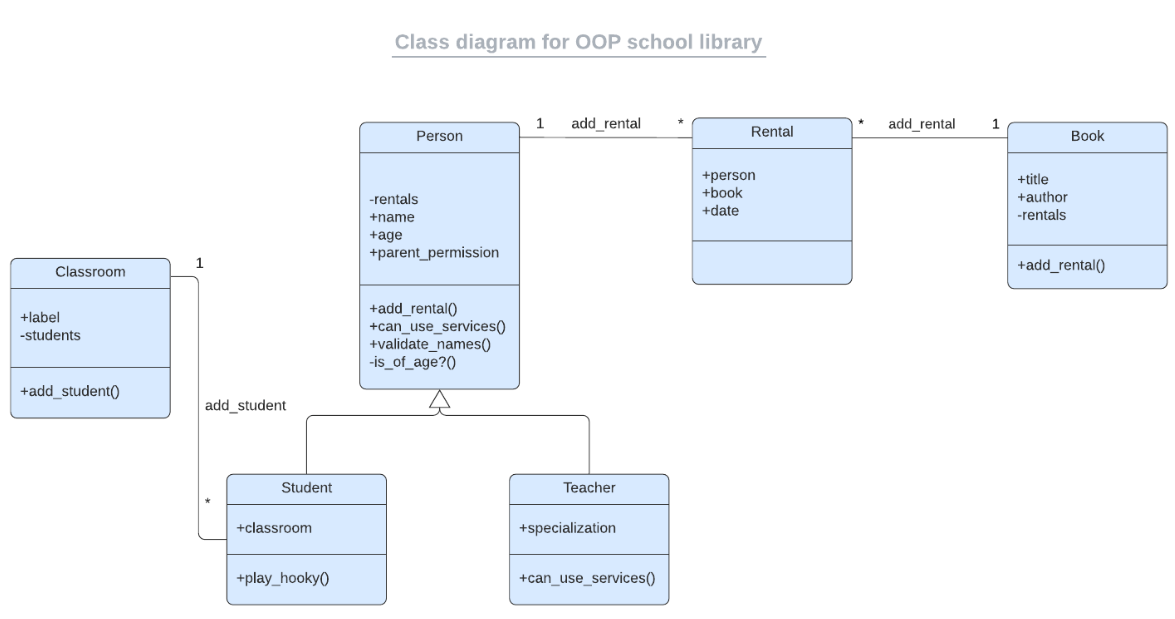 Class diagram for OOP school library
Person
-rentals
+name
+age
+parent_permission
+add_rental()
+can_use_services()
+validate_names()
-is_of_age?()
1
add_rental
*
Rental
+person
+book
+date
*
add_rental
1
Book
+title
+author
-rentals
+add_rental()
Classroom
+label
-students
+add_student()
1
add_student
*
Student
+classroom
+play_hooky()
Teacher
+specialization
+can_use_services()